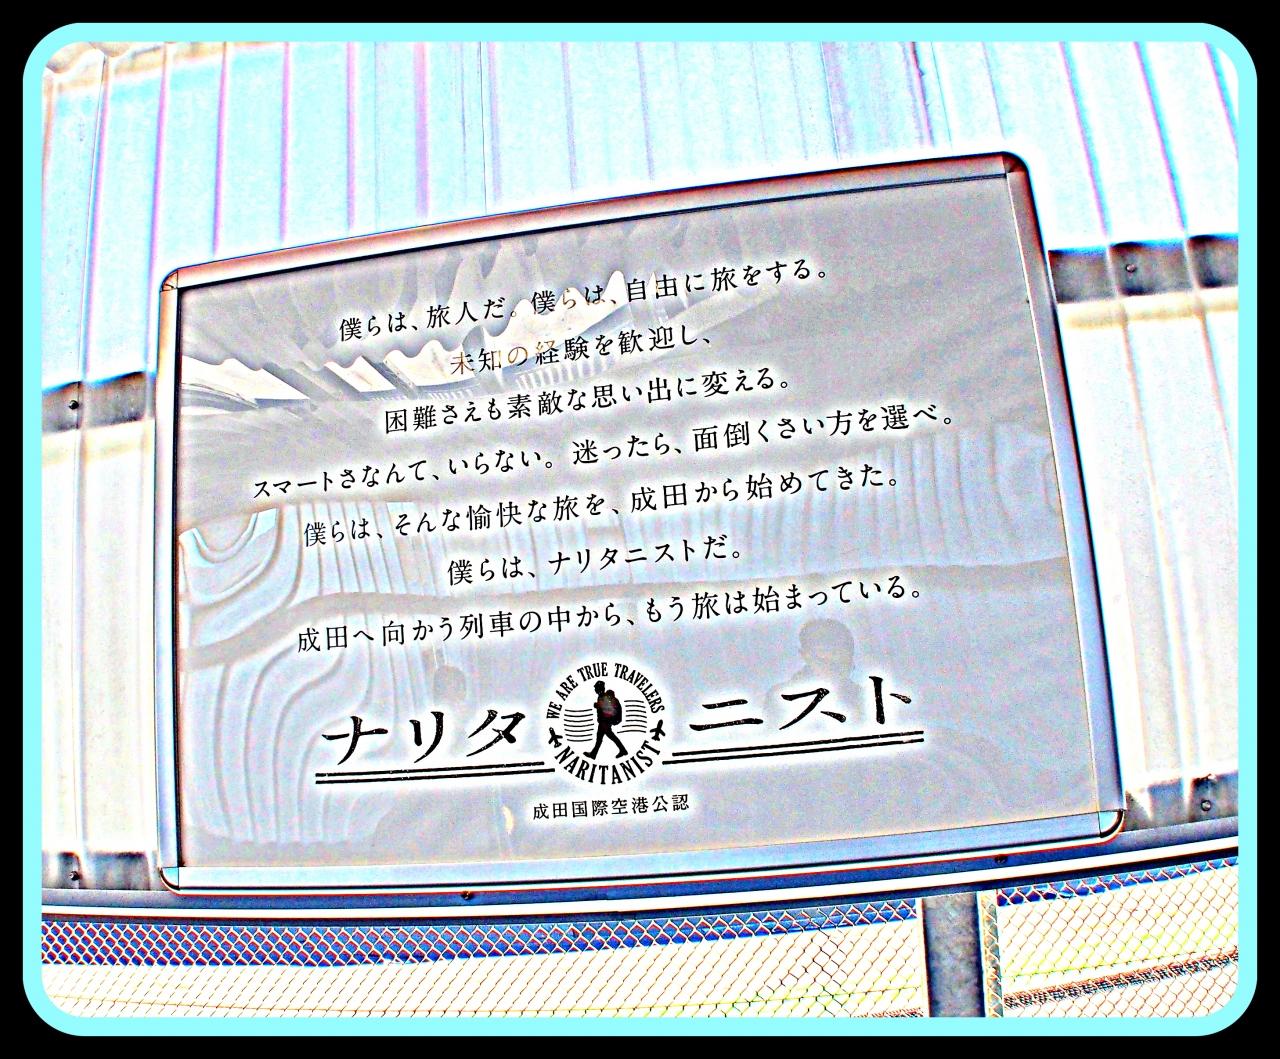 僕らは、旅人だ。僕らは、自由に旅をする。
未知の経験を歓迎し、
困難さえも素敵な思い出に変える。
スマートさなんて、いらない。迷ったら、面倒くさい方を選べ。
僕らは、そんな愉快な旅を、成田から始めてきた。
僕らは、ナリタニストだ。
成田へ向かう列車の中から、もう旅は始まっている。
ナリタニスト
WE ARE TRUE TRAVELERS
NARITANIST
成田国際空港公認